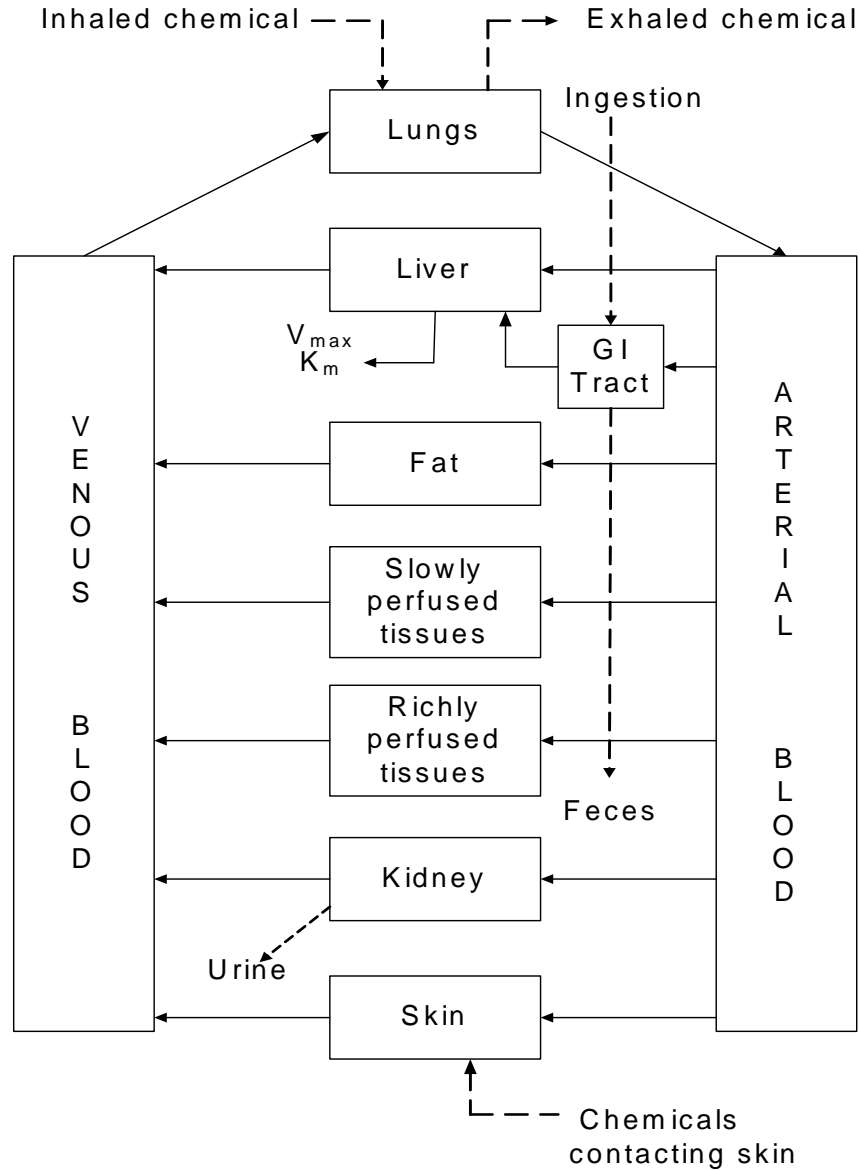 Inhaled chemical
Exhaled chemical
Ingestion
Lungs
Liver
Vmax
Km
GI
Tract
VENOUS BLOOD
ARTERIAL BLOOD
Fat
Slowly
perfused
tissues
Richly
perfused
tissues
Feces
Kidney
Urine
Skin
Chemicals
contacting skin